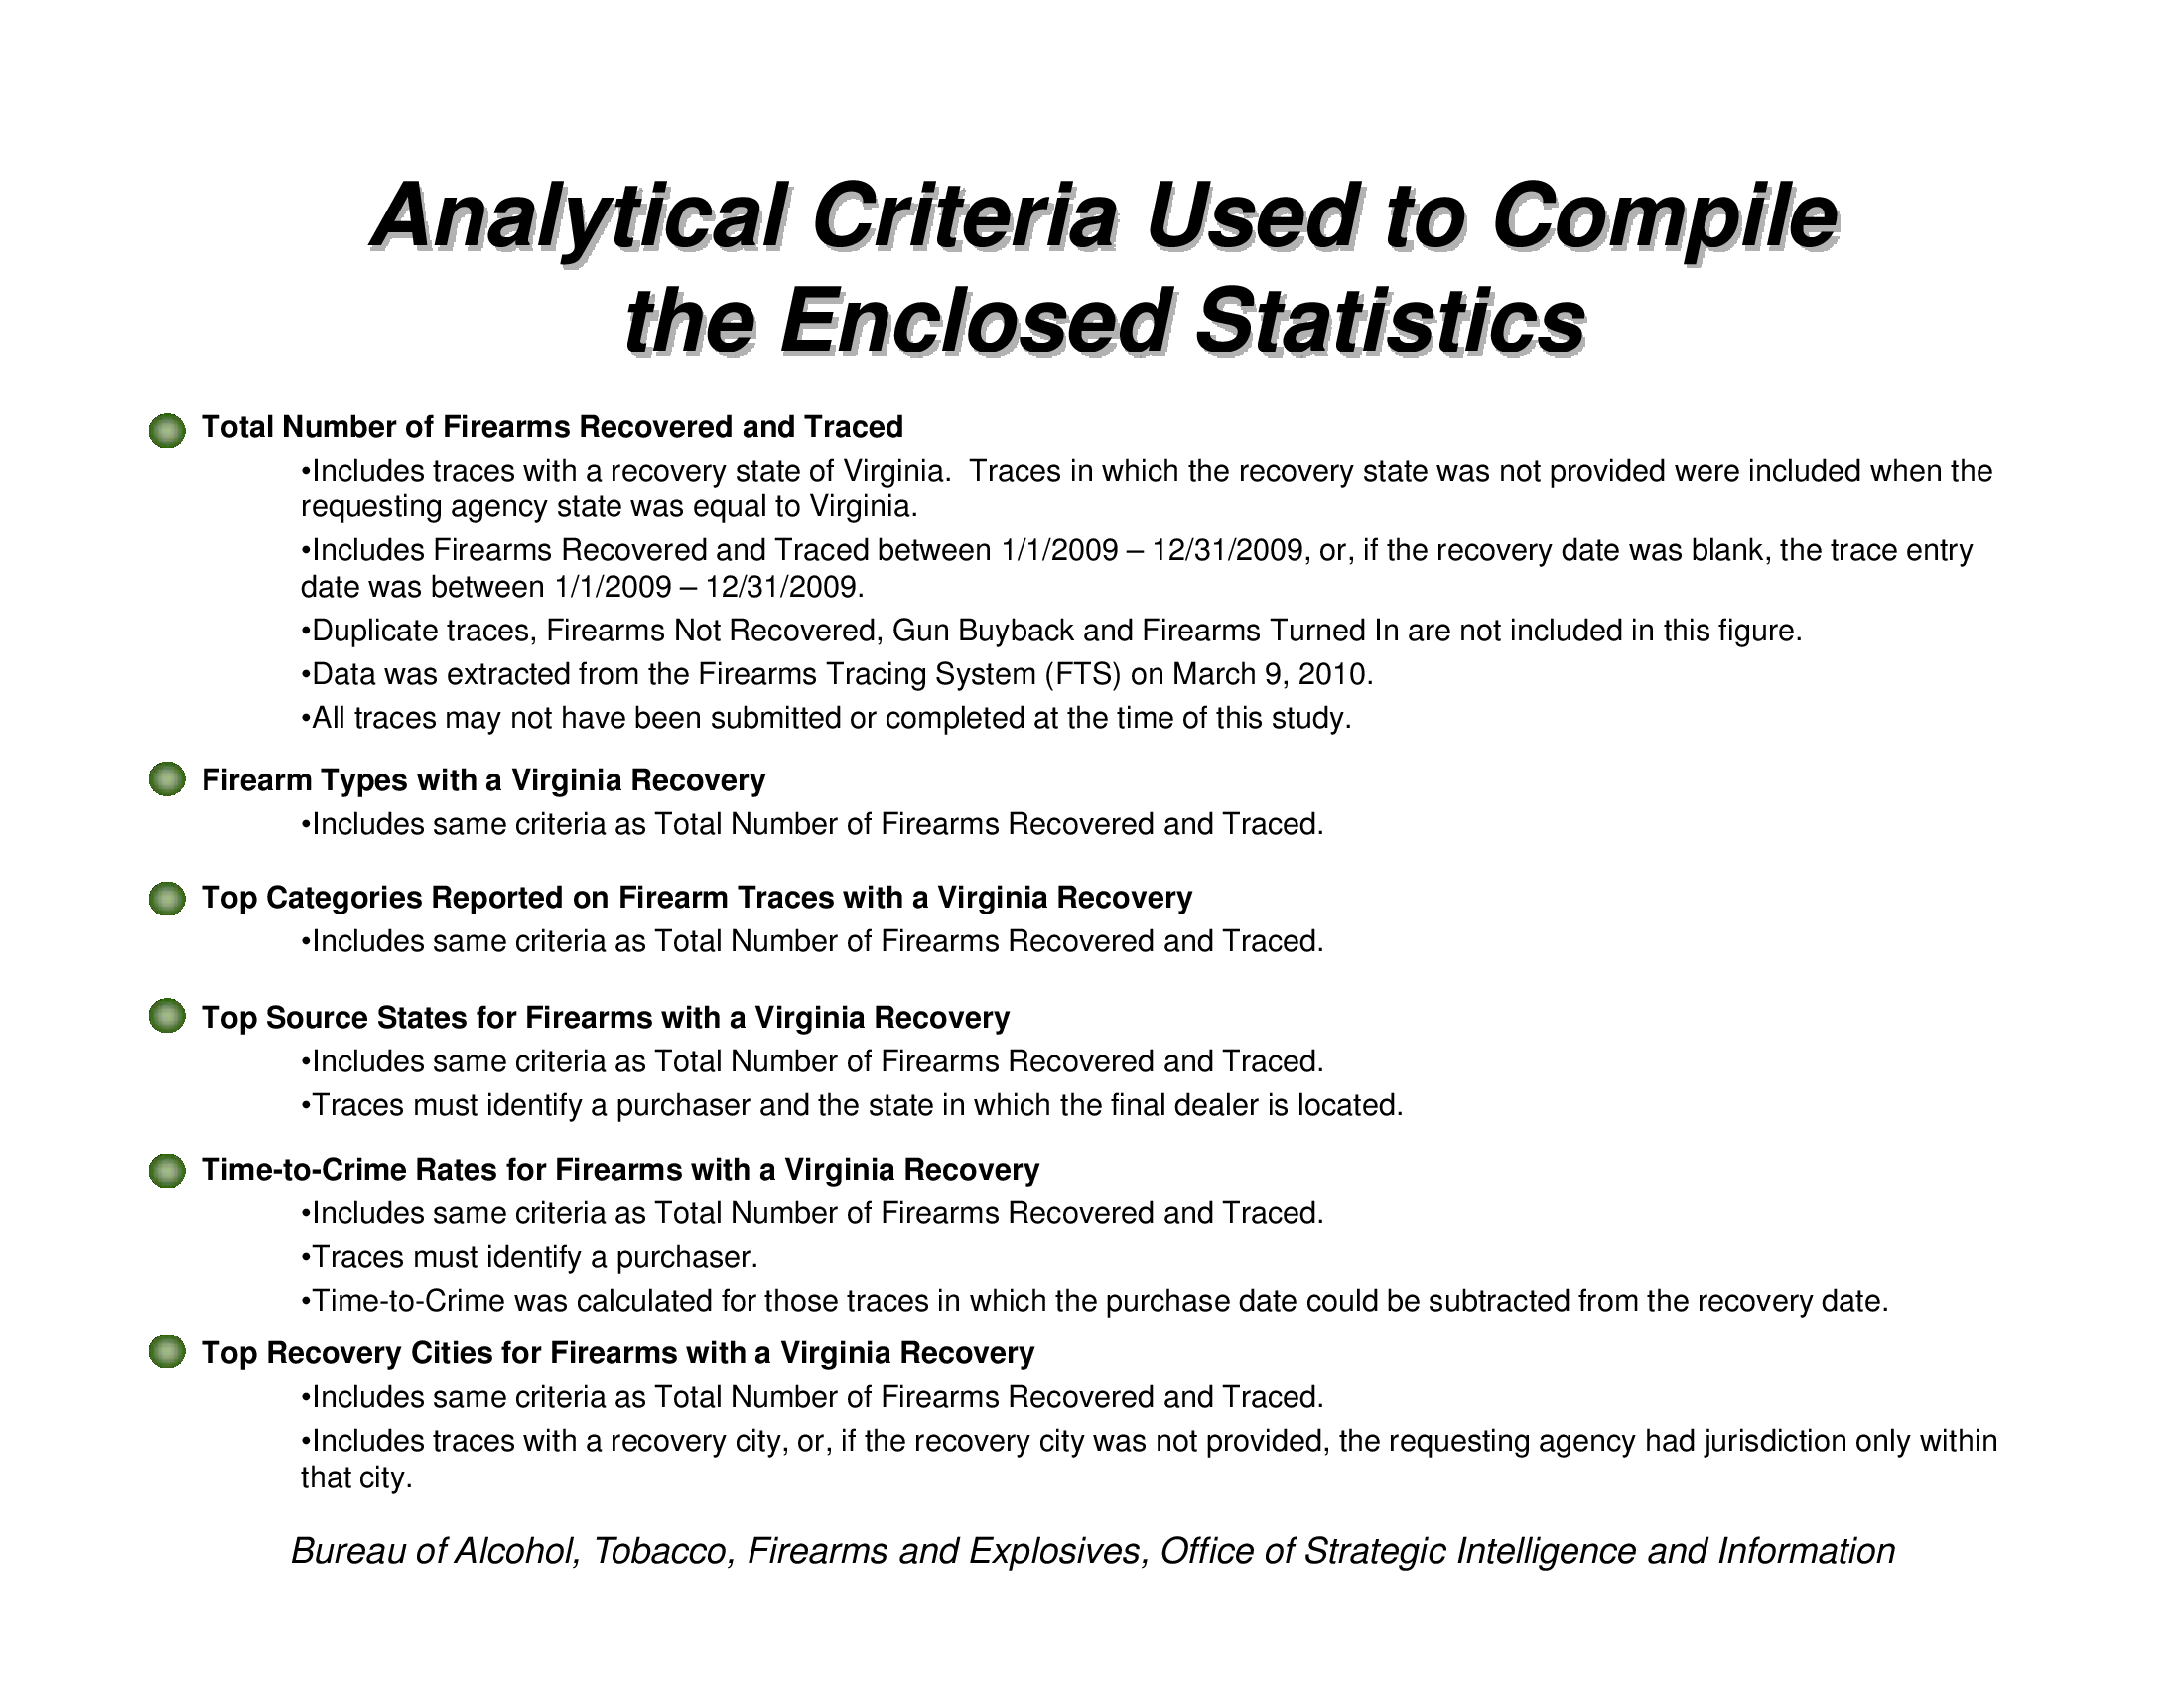 Analytical Criteria Used to Compile
the Enclosed Statistics
Total Number of Firearms Recovered and Traced
•Includes traces with a recovery state of Virginia.  Traces in which the recovery state was not provided were included when the
requesting agency state was equal to Virginia.
•Includes Firearms Recovered and Traced between 1/1/2009 – 12/31/2009, or, if the recovery date was blank, the trace entry
date was between 1/1/2009 – 12/31/2009.
•Duplicate traces, Firearms Not Recovered, Gun Buyback and Firearms Turned In are not included in this figure.
•Data was extracted from the Firearms Tracing System (FTS) on March 9, 2010.
•All traces may not have been submitted or completed at the time of this study.
Firearm Types with a Virginia Recovery
•Includes same criteria as Total Number of Firearms Recovered and Traced.
Top Categories Reported on Firearm Traces with a Virginia Recovery
•Includes same criteria as Total Number of Firearms Recovered and Traced.
Top Source States for Firearms with a Virginia Recovery
•Includes same criteria as Total Number of Firearms Recovered and Traced.
•Traces must identify a purchaser and the state in which the final dealer is located.
Time-to-Crime Rates for Firearms with a Virginia Recovery
•Includes same criteria as Total Number of Firearms Recovered and Traced.
•Traces must identify a purchaser.
•Time-to-Crime was calculated for those traces in which the purchase date could be subtracted from the recovery date.
Top Recovery Cities for Firearms with a Virginia Recovery
•Includes same criteria as Total Number of Firearms Recovered and Traced.
•Includes traces with a recovery city, or, if the recovery city was not provided, the requesting agency had jurisdiction only within
that city.
Bureau of Alcohol, Tobacco, Firearms and Explosives, Office of Strategic Intelligence and Information